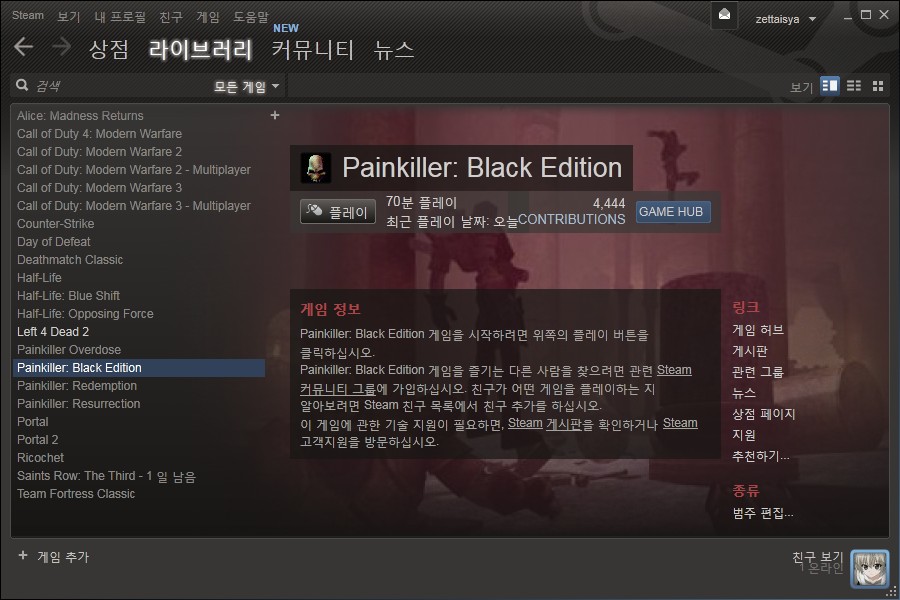 Steam 보기 내 프로필 친구 게임 도움말
zettaisya
NEW
상점 라이브러리 커뮤니티 뉴스
검색 모든 게임
보기
Alice: Madness Returns
Call of Duty 4: Modern Warfare
Call of Duty: Modern Warfare 2
Call of Duty: Modern Warfare 2 - Multiplayer
Call of Duty: Modern Warfare 3
Call of Duty: Modern Warfare 3 - Multiplayer
Counter-Strike
Day of Defeat
Deathmatch Classic
Half-Life
Half-Life: Blue Shift
Half-Life: Opposing Force
Left 4 Dead 2
Painkiller Overdose
Painkiller: Black Edition
Painkiller: Redemption
Painkiller: Resurrection
Portal
Portal 2
Ricochet
Saints Row: The Third - 1 일 남음
Team Fortress Classic
+ 게임 추가
Painkiller: Black Edition
플레이
70분 플레이
최근 플레이 날짜: 오늘
4,444
CONTRIBUTIONS
GAME HUB
게임 정보
Painkiller: Black Edition 게임을 시작하려면 위쪽의 플레이 버튼을
클릭하십시오.
Painkiller: Black Edition 게임을 즐기는 다른 사람을 찾으려면 관련 Steam
커뮤니티 그룹에 가입하십시오. 친구가 어떤 게임을 플레이하는 지
알아보려면 Steam 친구 목록에서 친구 추가를 하십시오.
이 게임에 관한 기술 지원이 필요하면, Steam 게시판을 확인하거나 Steam
고객지원을 방문하십시오.
링크
게임 허브
게시판
관련 그룹
뉴스
상점 페이지
지원
추천하기...
종류
범주 편집...
친구 보기
1 온라인